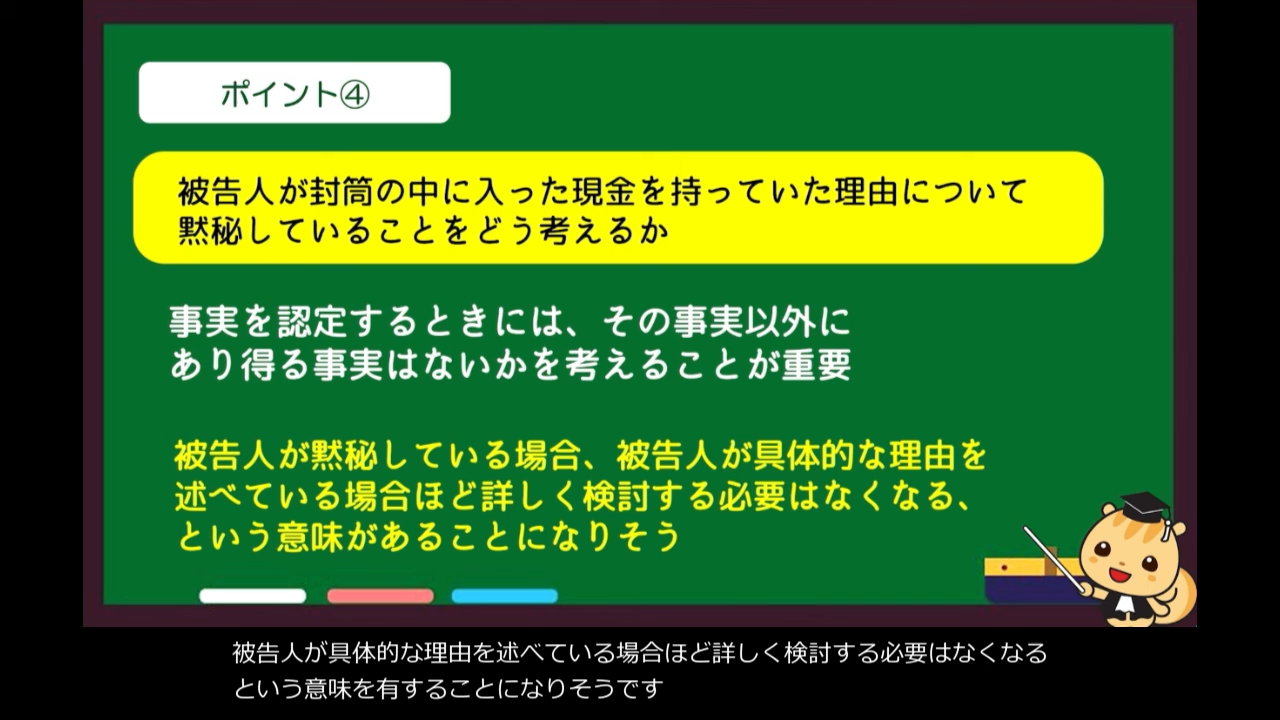 ポイント④
被告人が封筒の中に入った現金を持っていた理由について
黙秘していることをどう考えるか
事実を認定するときには、その事実以外に
あり得る事実はないかを考えることが重要
被告人が黙秘している場合、被告人が具体的な理由を
述べている場合ほど詳しく検討する必要はなくなる、
という意味があることになりそう
被告人が具体的な理由を述べている場合ほど詳しく検討する必要はなくなる
という意味を有することになりそうです